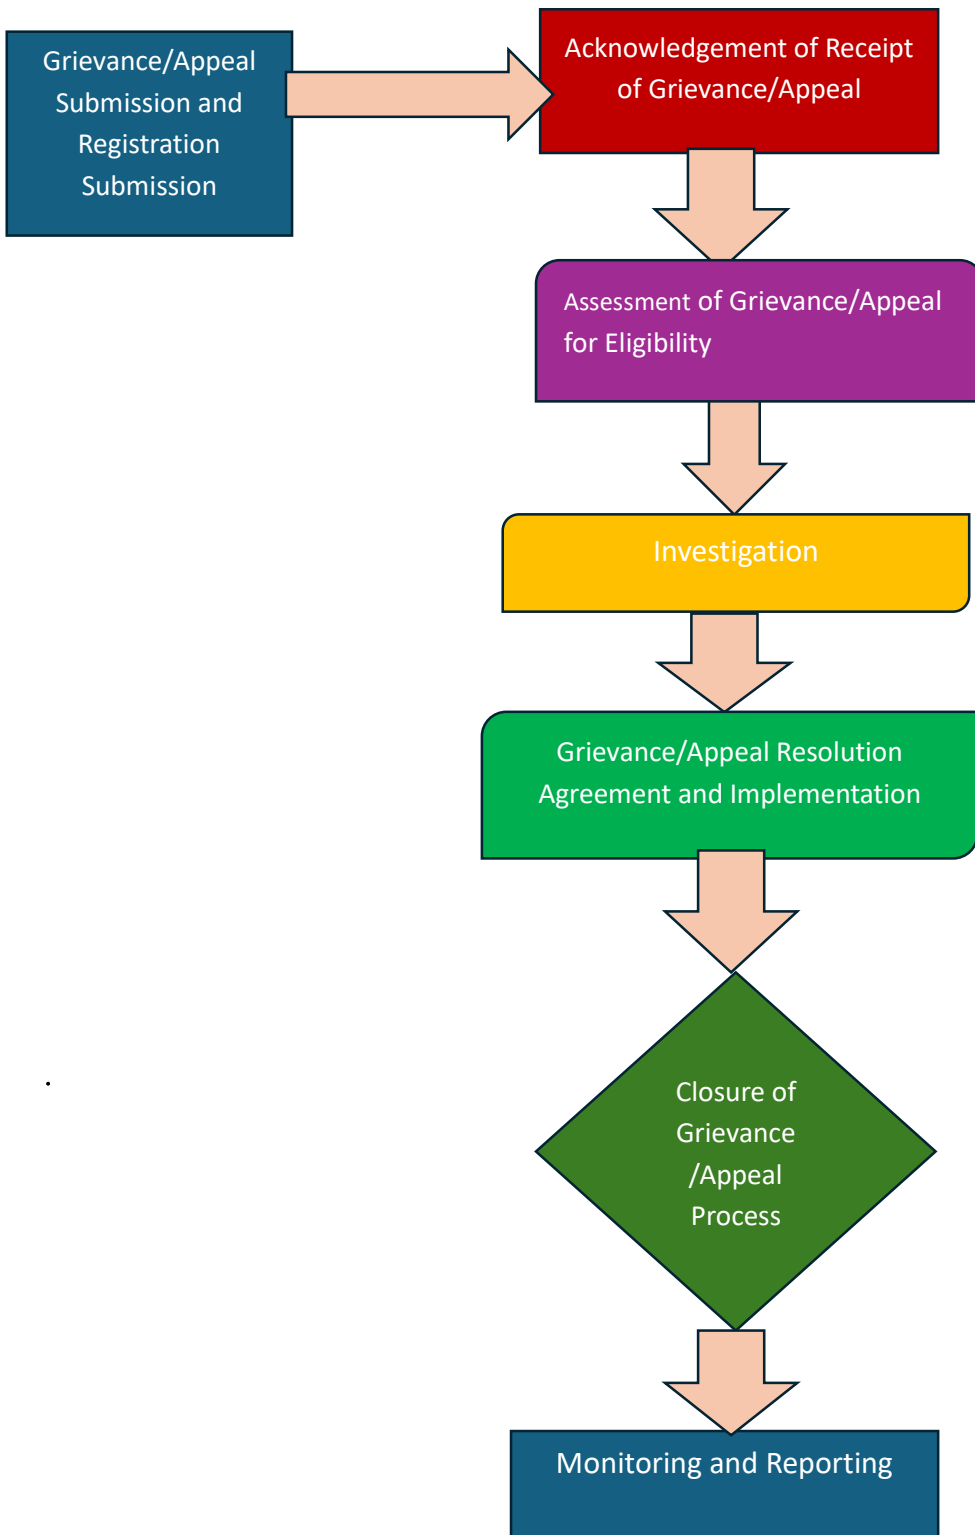 Grievance/Appeal
Submission and
Registration
Submission
Acknowledgement of Receipt
of Grievance/Appeal
Assessment of Grievance/Appeal
for Eligibility
Investigation
Grievance/Appeal Resolution
Agreement and Implementation
.
Closure of
Grievance
/Appeal
Process
Monitoring and Reporting